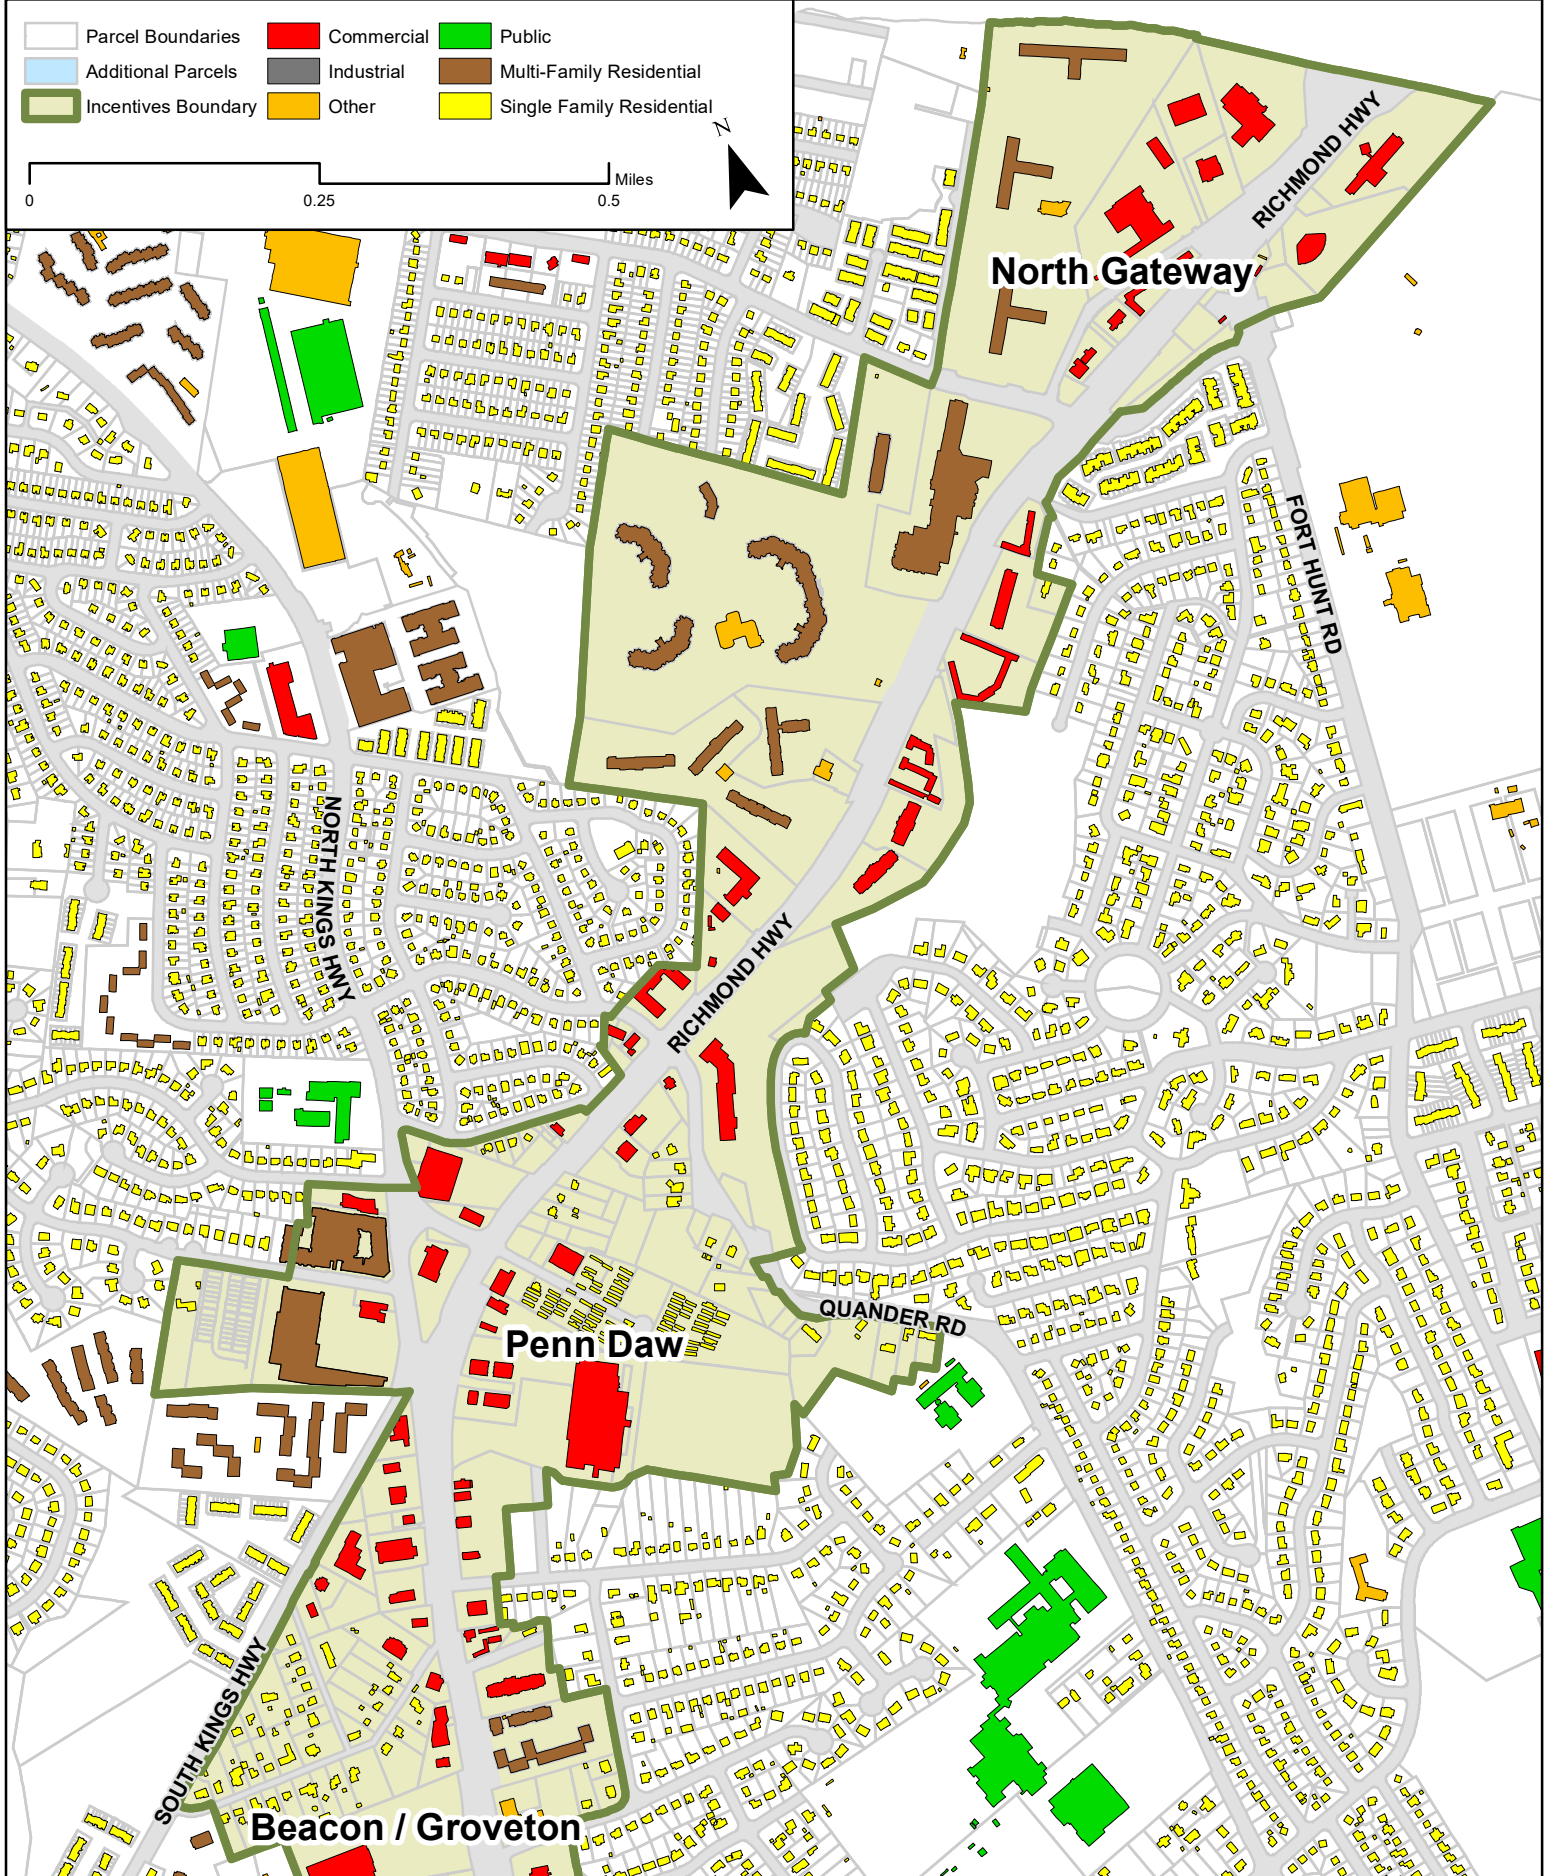 Parcel Boundaries
Commercial
Public
Additional Parcels
Industrial
Multi-Family Residential
Incentives Boundary
Other
Single Family Residential
N
Miles
0
0.25
0.5
RICHMOND HWY
North Gateway
FORT HUNT RD
NORTH KINGS HWY
RICHMOND HWY
QUANDER RD
Penn Daw
SOUTH KINGS HWY
Beacon / Groveton